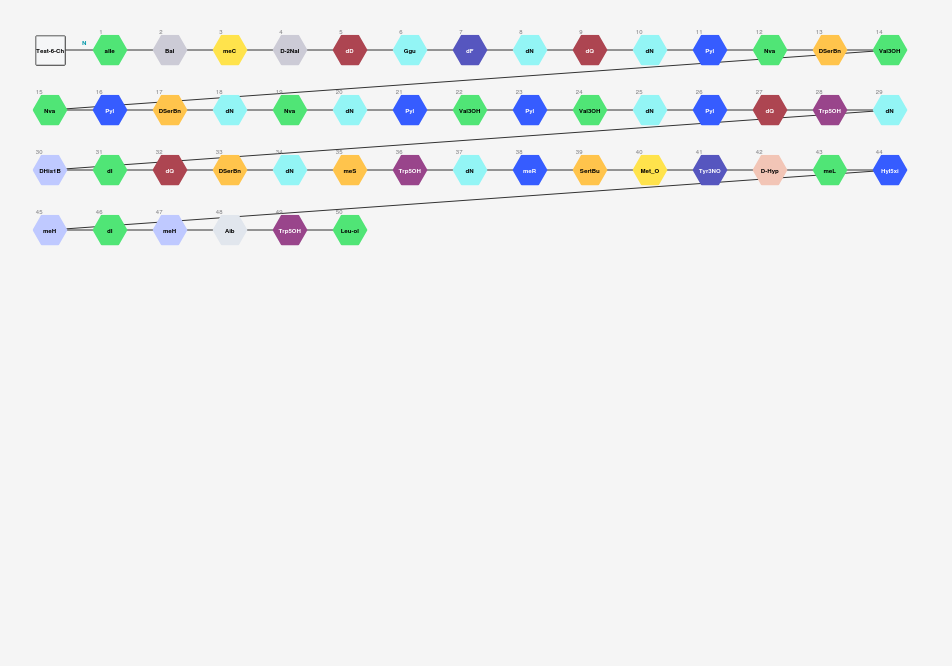 1 2 3 4 5 6 7 8 9 10 11 12 13 14
Test-6-Ch N aIle Bal meC D-2Nal dD Ggu dF dN dQ dN Pyl Nva DSerBn Val3OH
15 16 17 18 19 20 21 22 23 24 25 26 27 28 29
Nva Pyl DSerBn dN Nva dN Pyl Val3OH Pyl Val3OH dN Pyl dQ Trp5OH dN
30 31 32 33 34 35 36 37 38 39 40 41 42 43 44
DHistB dI dQ DSerBn dN meS Trp5OH dN meR SertBu Met_O Tyr3NO D-Hyp meL Hyl5xi
45 46 47 48 49 50
meH dI meH Aib Trp5OH Leu-ol